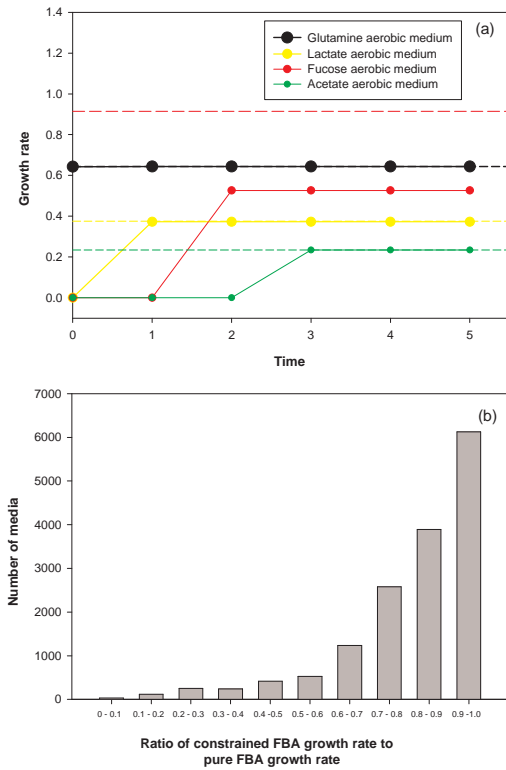 (a)
Glutamine aerobic medium
Lactate aerobic medium
Fucose aerobic medium
Acetate aerobic medium
Growth rate
1.4
1.2
1.0
0.8
0.6
0.4
0.2
0.0
0 1 2 3 4 5
Time
(b)
Number of media
7000
6000
5000
4000
3000
2000
1000
0
0 - 0.1 0.1 - 0.2 0.2 - 0.3 0.3 - 0.4 0.4 -0.5 0.5 - 0.6 0.6 - 0.7 0.7 - 0.8 0.8 - 0.9 0.9 -1.0
Ratio of constrained FBA growth rate to
pure FBA growth rate